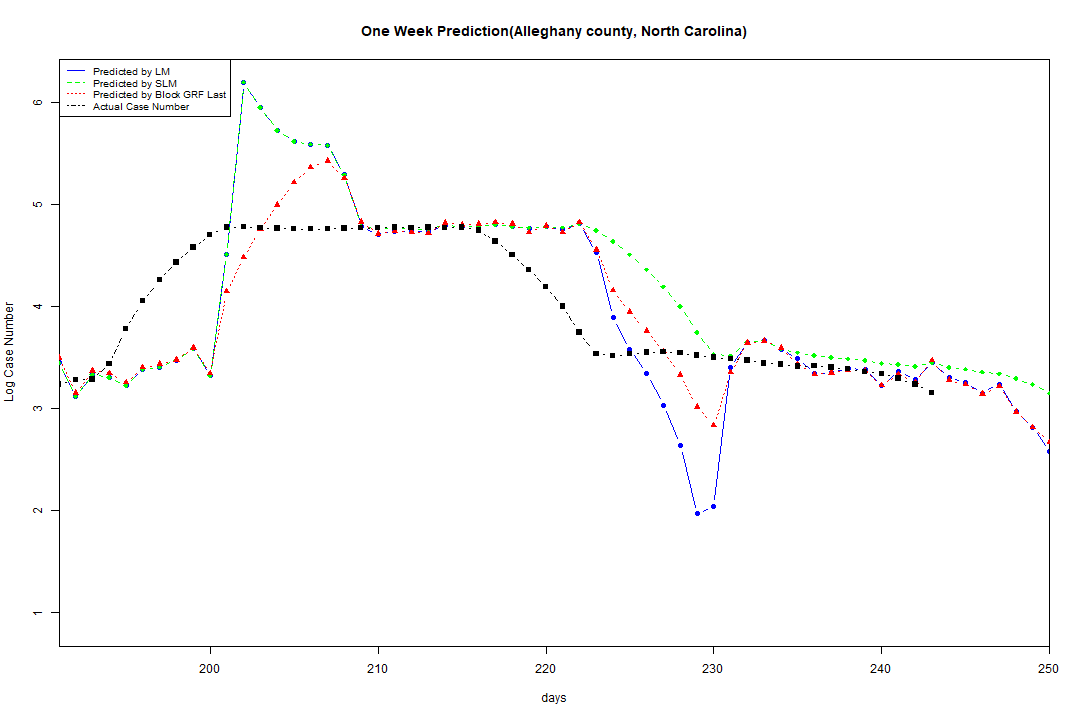 One Week Prediction(Alleghany county, North Carolina)
Predicted by LM
Predicted by SLM
Predicted by Block GRF Last
Actual Case Number
Log Case Number
6
5
4
3
2
1
200 210 220 230 240 250
days